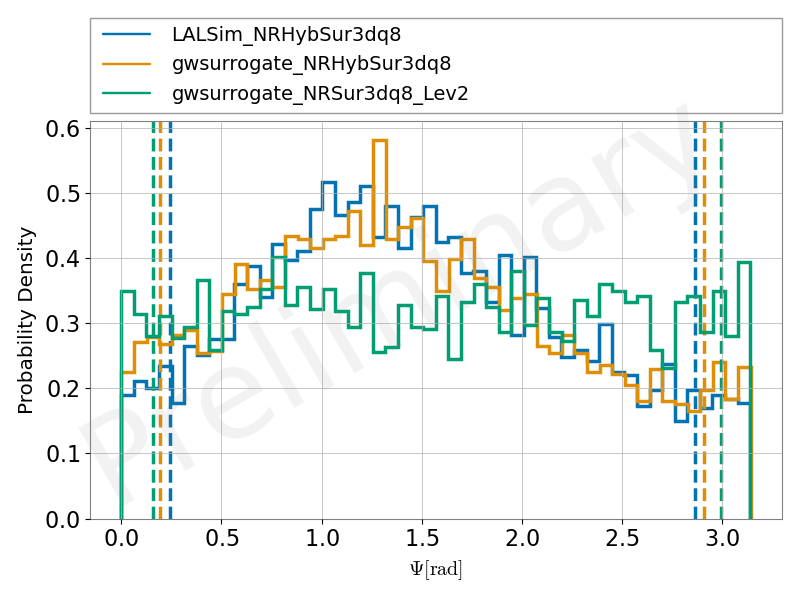 LALSim_NRHybSur3dq8
gwsurrogate_NRHybSur3dq8
gwsurrogate_NRSur3dq8_Lev2
Preliminary
Probability Density
0.6
0.5
0.4
0.3
0.2
0.1
0.0
0.0 0.5 1.0 1.5 2.0 2.5 3.0
Ψ[rad]